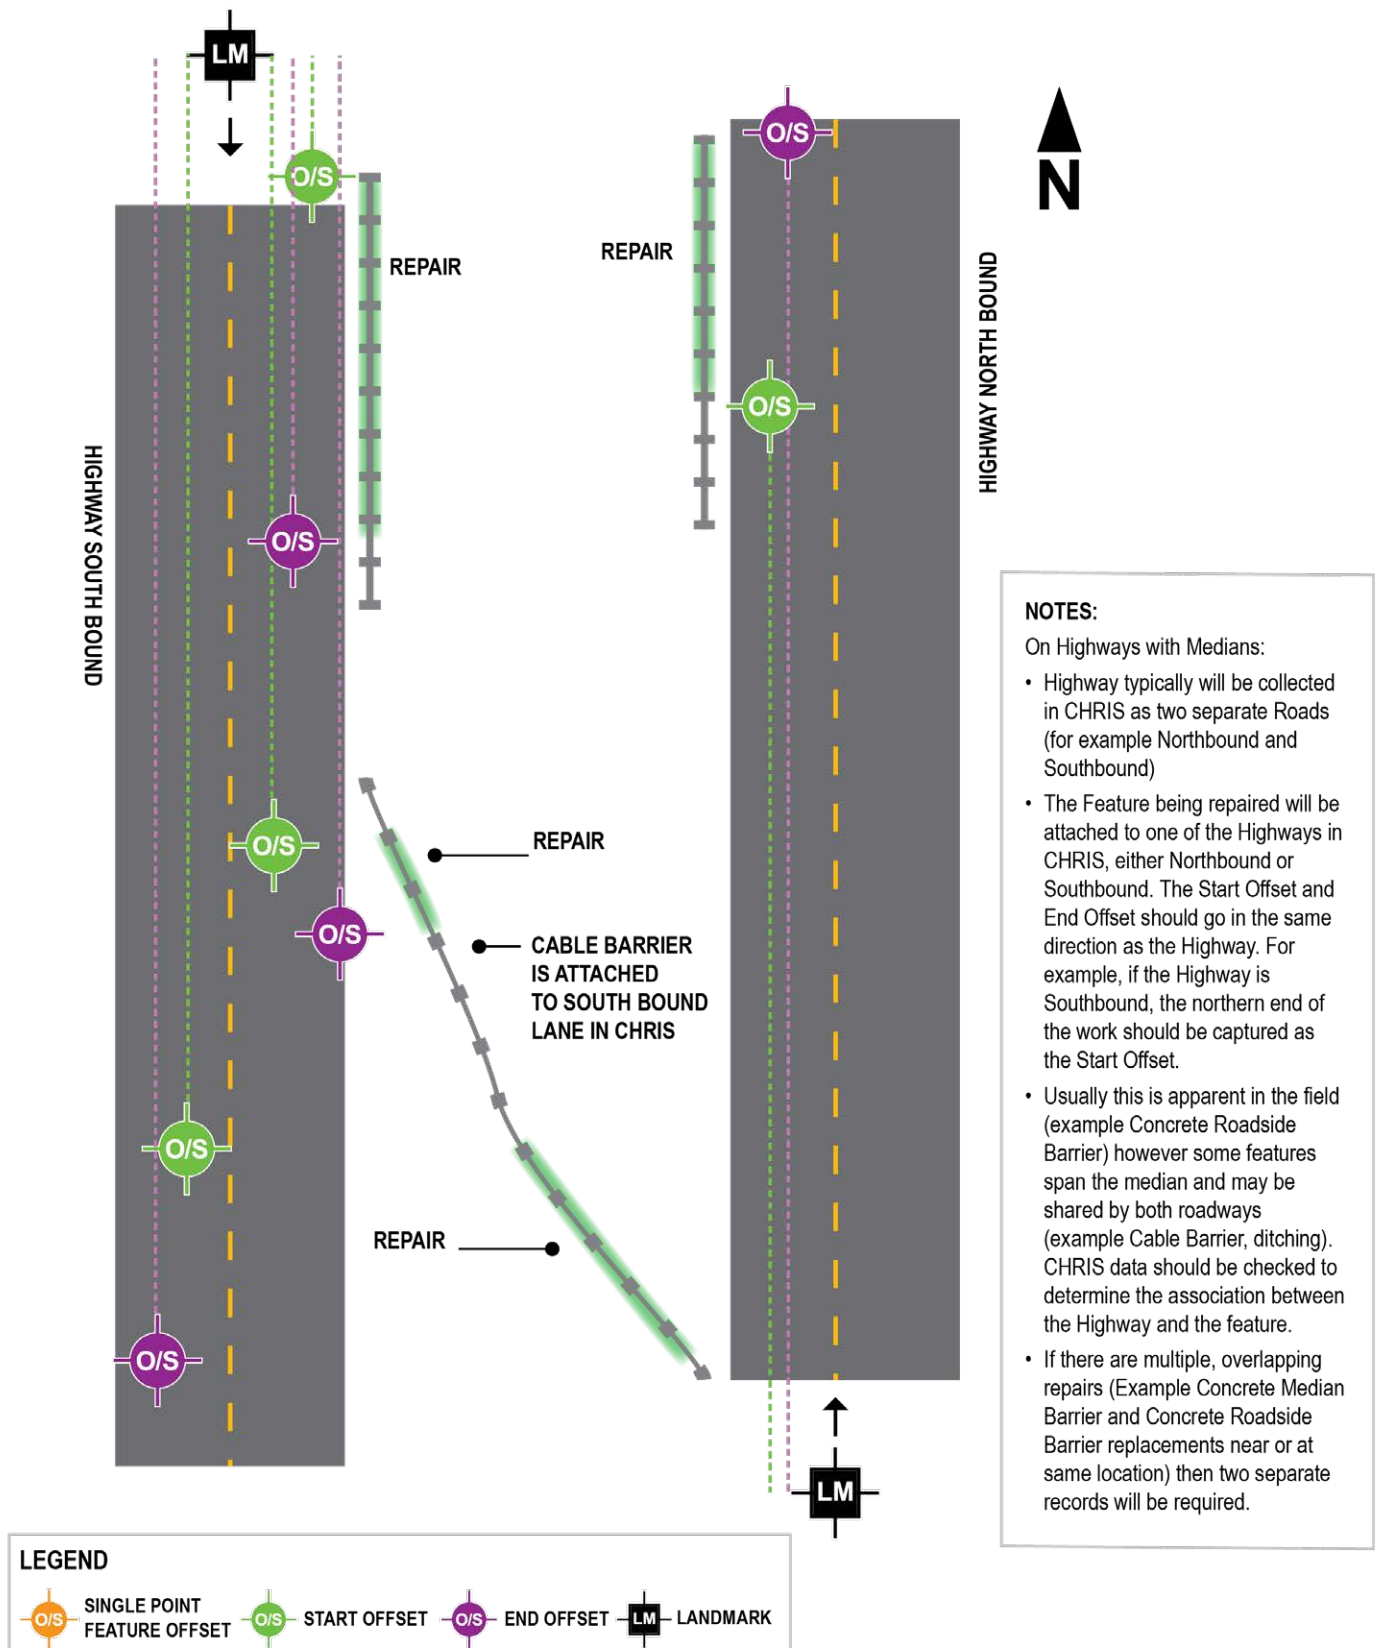 LM
O/S
O/S
REPAIR
REPAIR
HIGHWAY NORTH BOUND
N
O/S
HIGHWAY SOUTH BOUND
O/S
O/S
REPAIR
O/S
CABLE BARRIER
IS ATTACHED
TO SOUTH BOUND
LANE IN CHRIS
O/S
REPAIR
O/S
LM
NOTES:
On Highways with Medians:
• Highway typically will be collected
in CHRIS as two separate Roads
(for example Northbound and
Southbound)
• The Feature being repaired will be
attached to one of the Highways in
CHRIS, either Northbound or
Southbound. The Start Offset and
End Offset should go in the same
direction as the Highway. For
example, if the Highway is
Southbound, the northern end of
the work should be captured as
the Start Offset.
• Usually this is apparent in the field
(example Concrete Roadside
Barrier) however some features
span the median and may be
shared by both roadways
(example Cable Barrier, ditching).
CHRIS data should be checked to
determine the association between
the Highway and the feature.
• If there are multiple, overlapping
repairs (Example Concrete Median
Barrier and Concrete Roadside
Barrier replacements near or at
same location) then two separate
records will be required.
LEGEND
O/S SINGLE POINT
FEATURE OFFSET
O/S START OFFSET
O/S END OFFSET
LM LANDMARK